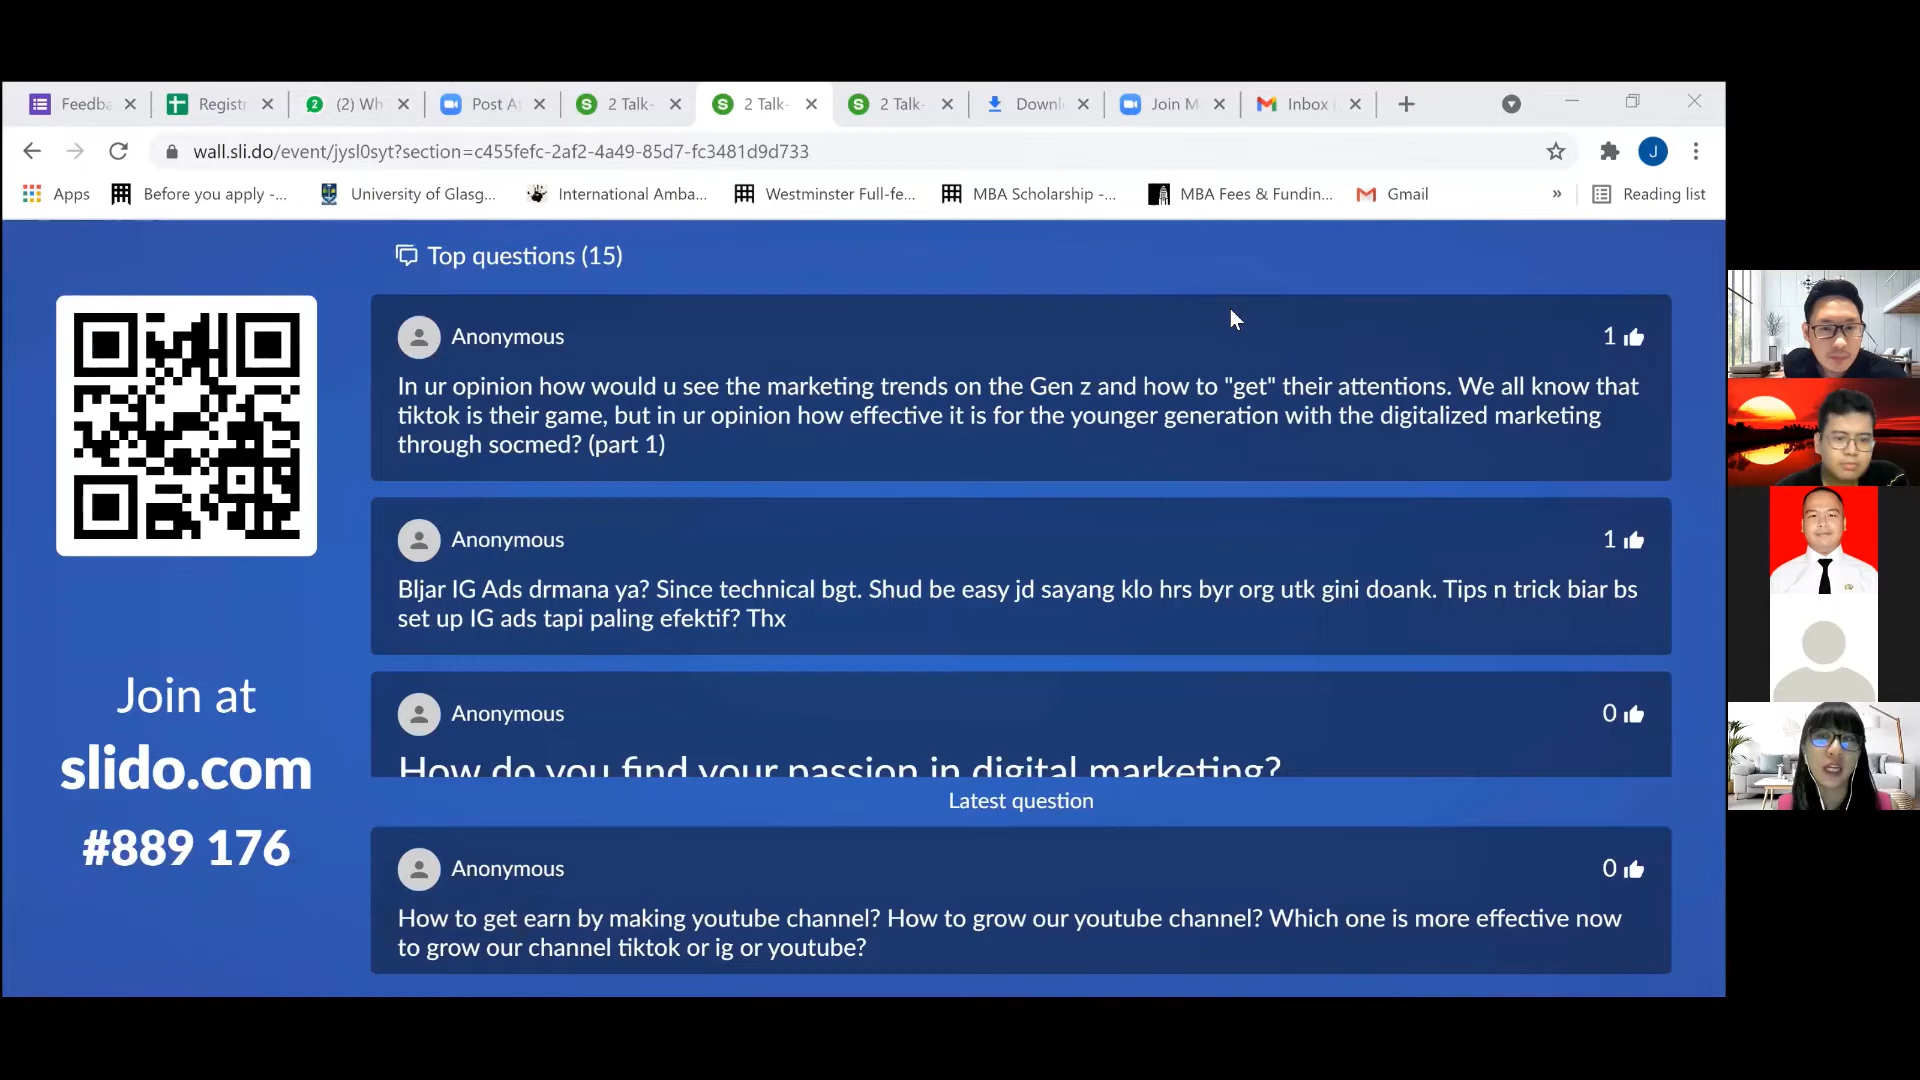 Feedba
Registr
(2) Wh
Post A
2 Talk-
2 Talk-
2 Talk-
Downl
Join M
Inbox
wall.sli.do/event/jysl0syt?section=c455fefc-2af2-4a49-85d7-fc3481d9d733
J
Apps
Before you apply -...
University of Glasg...
International Amba...
Westminster Full-fe...
MBA Scholarship -...
MBA Fees & Fundin...
Gmail
»
Reading list
Top questions (15)
Anonymous
1
In ur opinion how would u see the marketing trends on the Gen z and how to "get" their attentions. We all know that
tiktok is their game, but in ur opinion how effective it is for the younger generation with the digitalized marketing
through socmed? (part 1)
Anonymous
1
Bljar IG Ads drmana ya? Since technical bgt. Shud be easy jd sayang klo hrs byr org utk gini doank. Tips n trick biar bs
set up IG ads tapi paling efektif? Thx
Anonymous
0
How do you find your passion in digital marketing?
Latest question
Anonymous
0
How to get earn by making youtube channel? How to grow our youtube channel? Which one is more effective now
to grow our channel tiktok or ig or youtube?
Join at
slido.com
#889 176